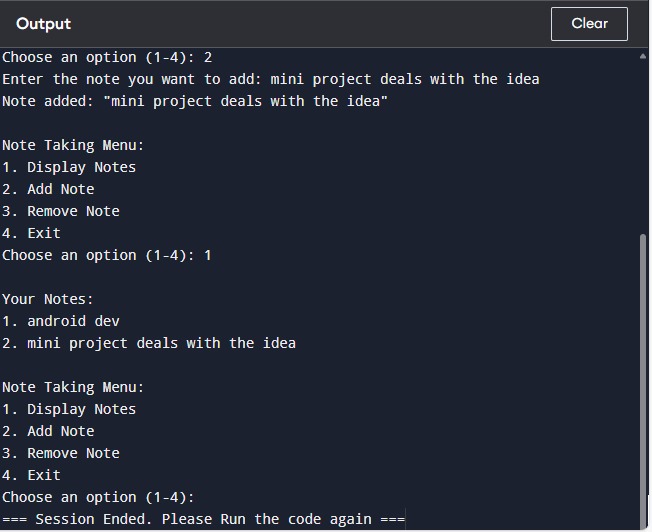 Output
Clear
Choose an option (1-4): 2
Enter the note you want to add: mini project deals with the idea
Note added: "mini project deals with the idea"
Note Taking Menu:
1. Display Notes
2. Add Note
3. Remove Note
4. Exit
Choose an option (1-4): 1
Your Notes:
1. android dev
2. mini project deals with the idea
Note Taking Menu:
1. Display Notes
2. Add Note
3. Remove Note
4. Exit
Choose an option (1-4):
=== Session Ended. Please Run the code again ===